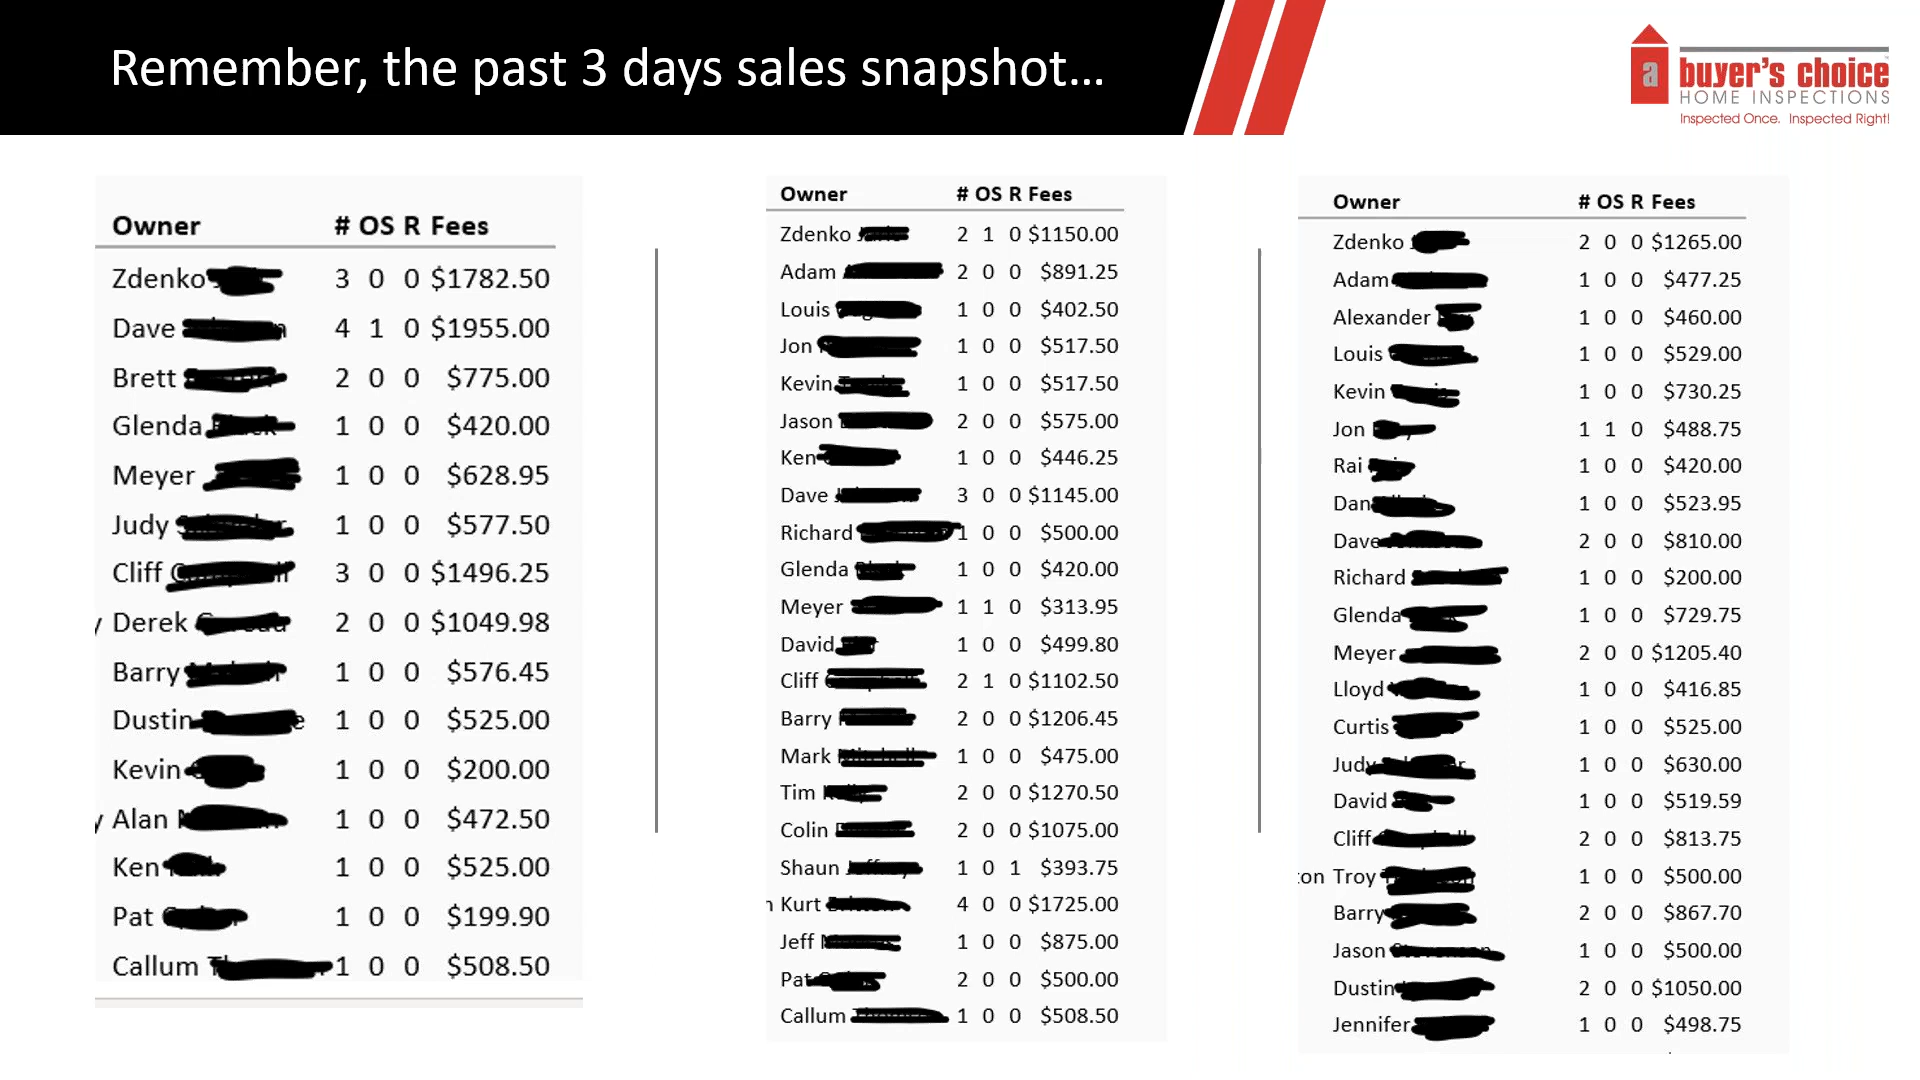 Remember, the past 3 days sales snapshot...
a buyer's choice
HOME INSPECTIONS
Inspected Once. Inspected Right!
Owner # OS R Fees
Zdenko 3 0 0 $1782.50
Dave 4 1 0 $1955.00
Brett 2 0 0 $775.00
Glenda 1 0 0 $420.00
Meyer 1 0 0 $628.95
Judy 1 0 0 $577.50
Cliff 3 0 0 $1496.25
y Derek 2 0 0 $1049.98
Barry 1 0 0 $576.45
Dustin 1 0 0 $525.00
Kevin 1 0 0 $200.00
y Alan 1 0 0 $472.50
Ken 1 0 0 $525.00
Pat 1 0 0 $199.90
Callum 1 0 0 $508.50
Owner # OS R Fees
Zdenko 2 1 0 $1150.00
Adam 2 0 0 $891.25
Louis 1 0 0 $402.50
Jon 1 0 0 $517.50
Kevin 1 0 0 $517.50
Jason 2 0 0 $575.00
Ken 1 0 0 $446.25
Dave 3 0 0 $1145.00
Richard 1 0 0 $500.00
Glenda 1 0 0 $420.00
Meyer 1 1 0 $313.95
David 1 0 0 $499.80
Cliff 2 1 0 $1102.50
Barry 2 0 0 $1206.45
Mark 1 0 0 $475.00
Tim 2 0 0 $1270.50
Colin 2 0 0 $1075.00
Shaun 1 0 1 $393.75
n Kurt 4 0 0 $1725.00
Jeff 1 0 0 $875.00
Pat 2 0 0 $500.00
Callum 1 0 0 $508.50
Owner # OS R Fees
Zdenko 2 0 0 $1265.00
Adam 1 0 0 $477.25
Alexander 1 0 0 $460.00
Louis 1 0 0 $529.00
Kevin 1 0 0 $730.25
Jon 1 1 0 $488.75
Rai 1 0 0 $420.00
Dan 1 0 0 $523.95
Dave 2 0 0 $810.00
Richard 1 0 0 $200.00
Glenda 1 0 0 $729.75
Meyer 2 0 0 $1205.40
Lloyd 1 0 0 $416.85
Curtis 1 0 0 $525.00
Judy 1 0 0 $630.00
David 1 0 0 $519.59
Cliff 2 0 0 $813.75
ton Troy 1 0 0 $500.00
Barry 2 0 0 $867.70
Jason 1 0 0 $500.00
Dustin 2 0 0 $1050.00
Jennifer 1 0 0 $498.75